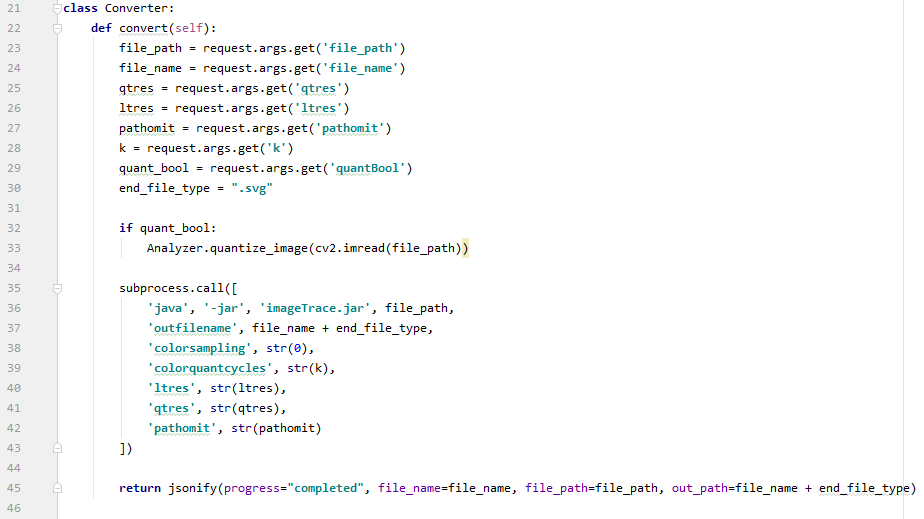 21 class Converter:
22     def convert(self):
23         file_path = request.args.get('file_path')
24         file_name = request.args.get('file_name')
25         qtres = request.args.get('qtres')
26         ltres = request.args.get('ltres')
27         pathomit = request.args.get('pathomit')
28         k = request.args.get('k')
29         quant_bool = request.args.get('quantBool')
30         end_file_type = ".svg"
31
32         if quant_bool:
33             Analyzer.quantize_image(cv2.imread(file_path))
34
35         subprocess.call([
36             'java', '-jar', 'imageTrace.jar', file_path,
37             'outfilename', file_name + end_file_type,
38             'colorsampling', str(0),
39             'colorquantcycles', str(k),
40             'ltres', str(ltres),
41             'qtres', str(qtres),
42             'pathomit', str(pathomit)
43         ])
44
45         return jsonify(progress="completed", file_name=file_name, file_path=file_path, out_path=file_name + end_file_type)
46